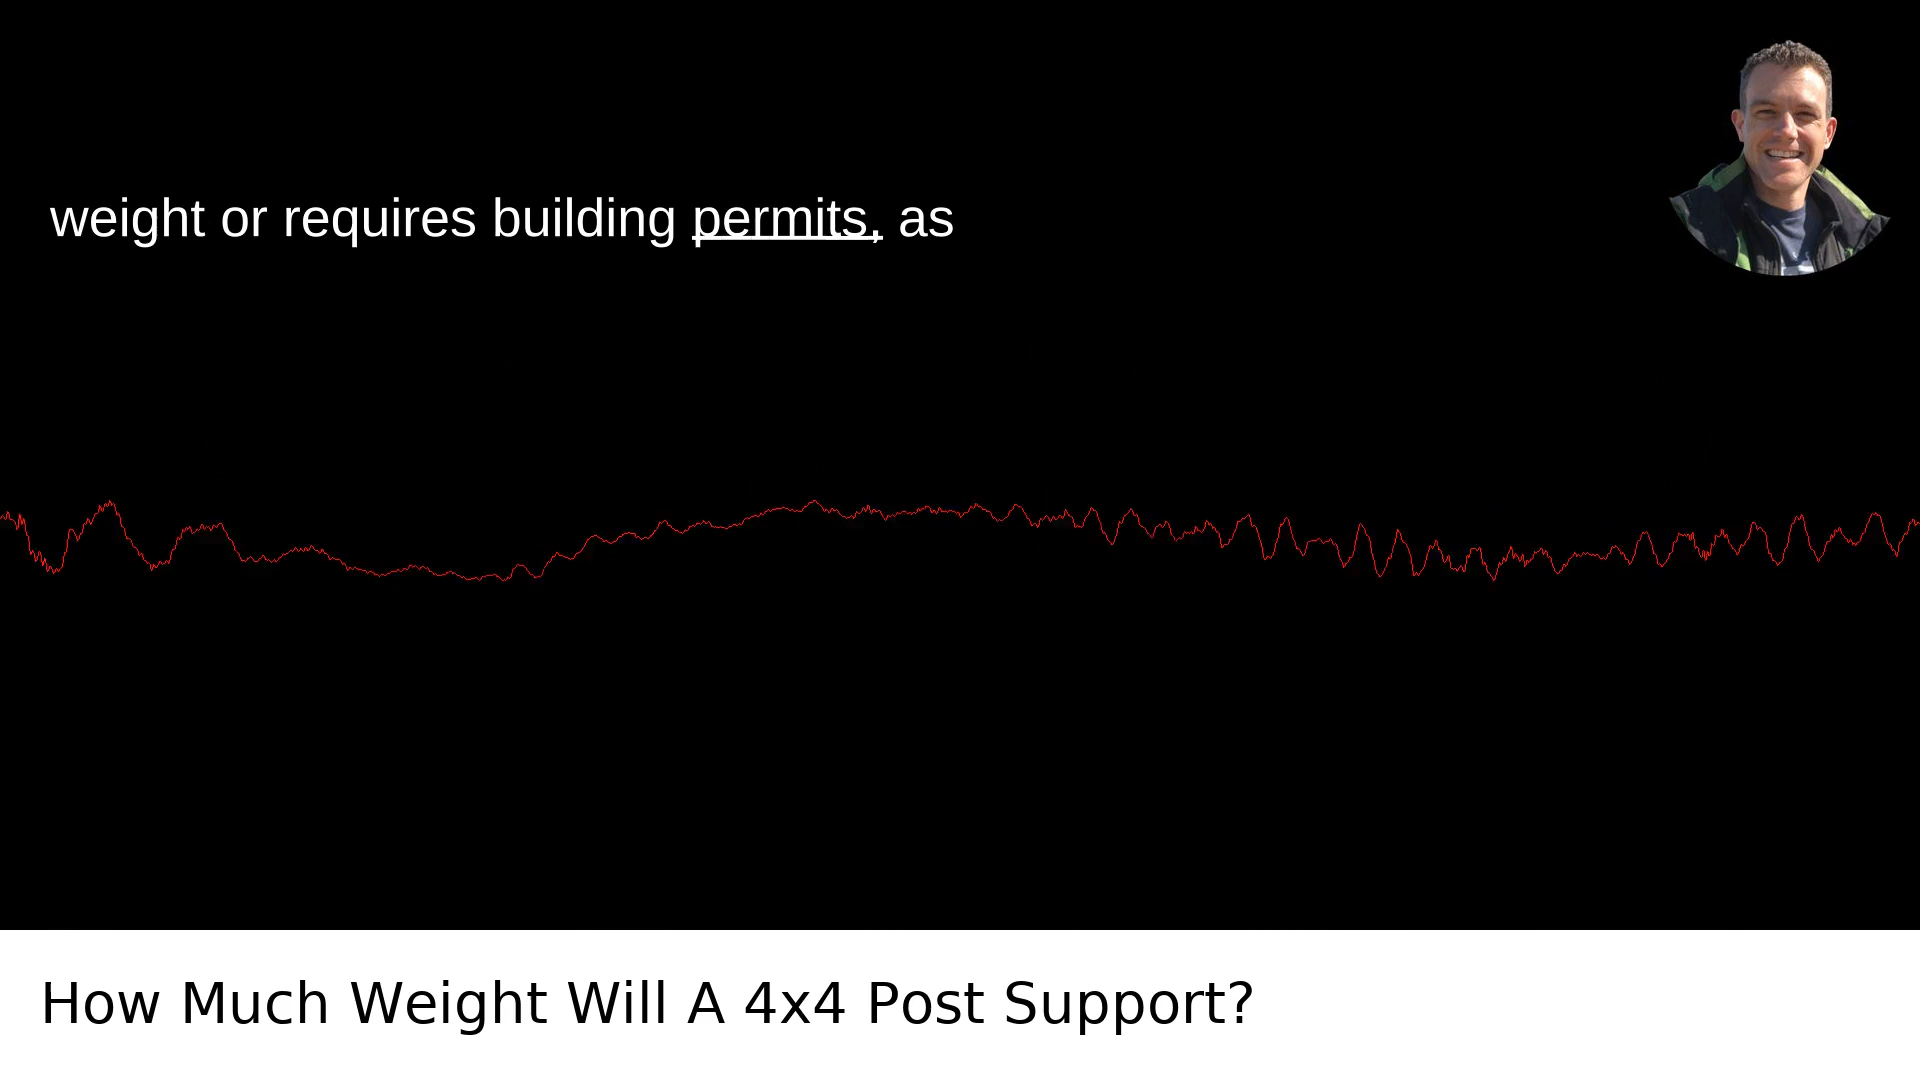 weight or requires building permits, as
How Much Weight Will A 4x4 Post Support?